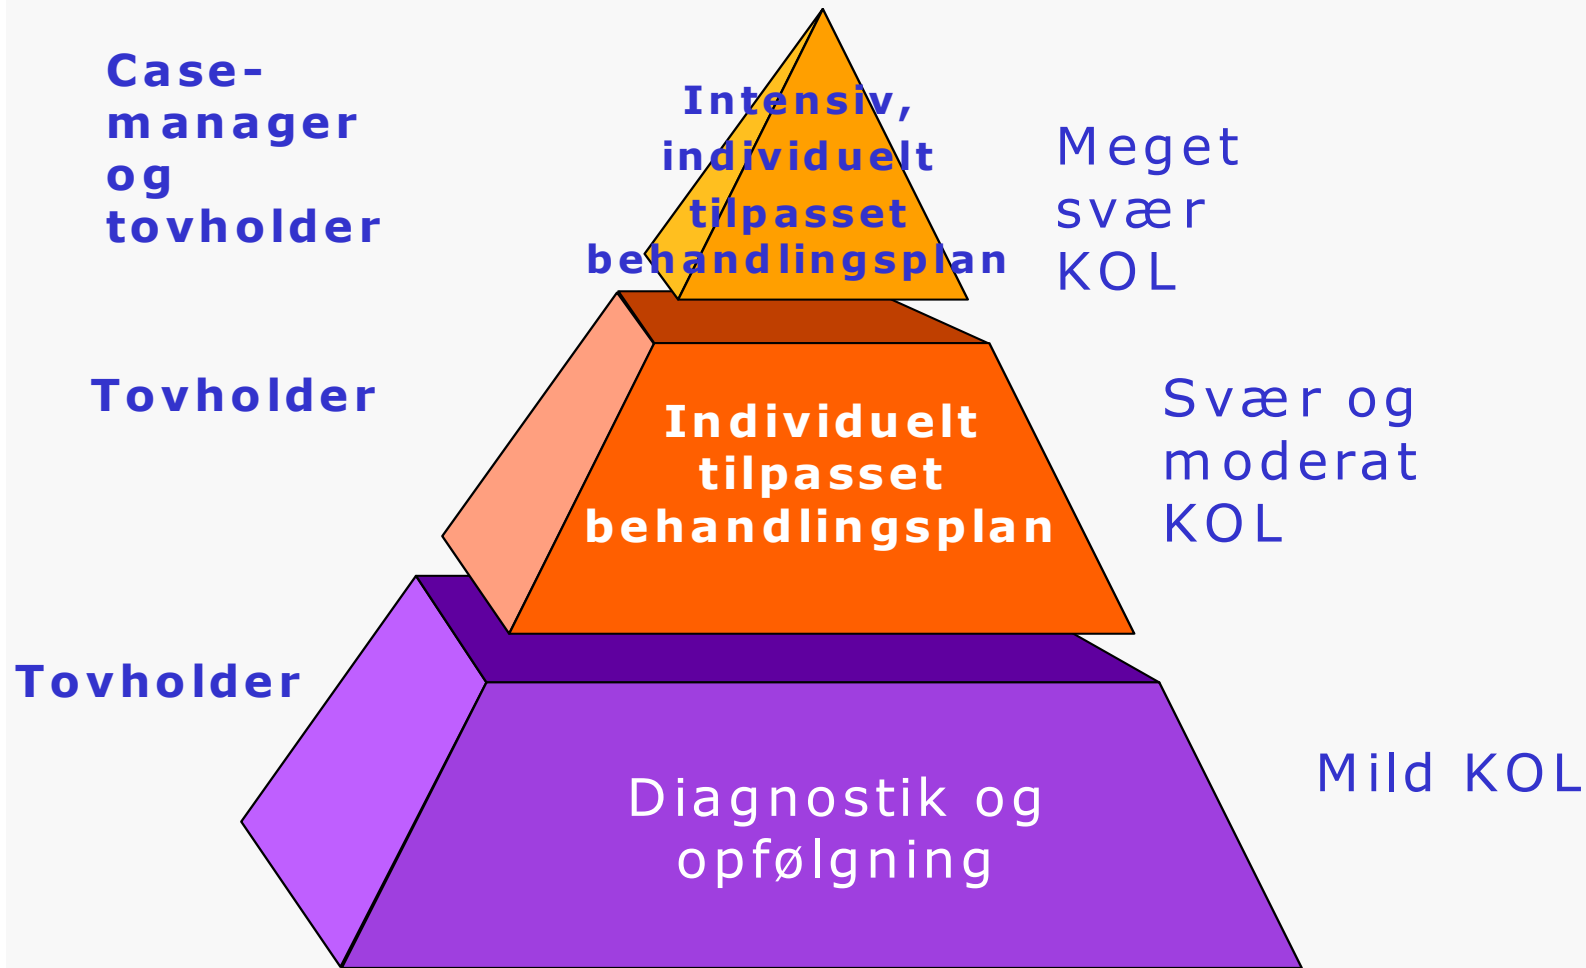 Case-
manager
og
tovholder
Intensiv,
individuelt
tilpasset
behandlingsplan
Meget
svær
KOL
Tovholder
Individuelt
tilpasset
behandlingsplan
Svær og
moderat
KOL
Tovholder
Diagnostik og
opfølgning
Mild KOL